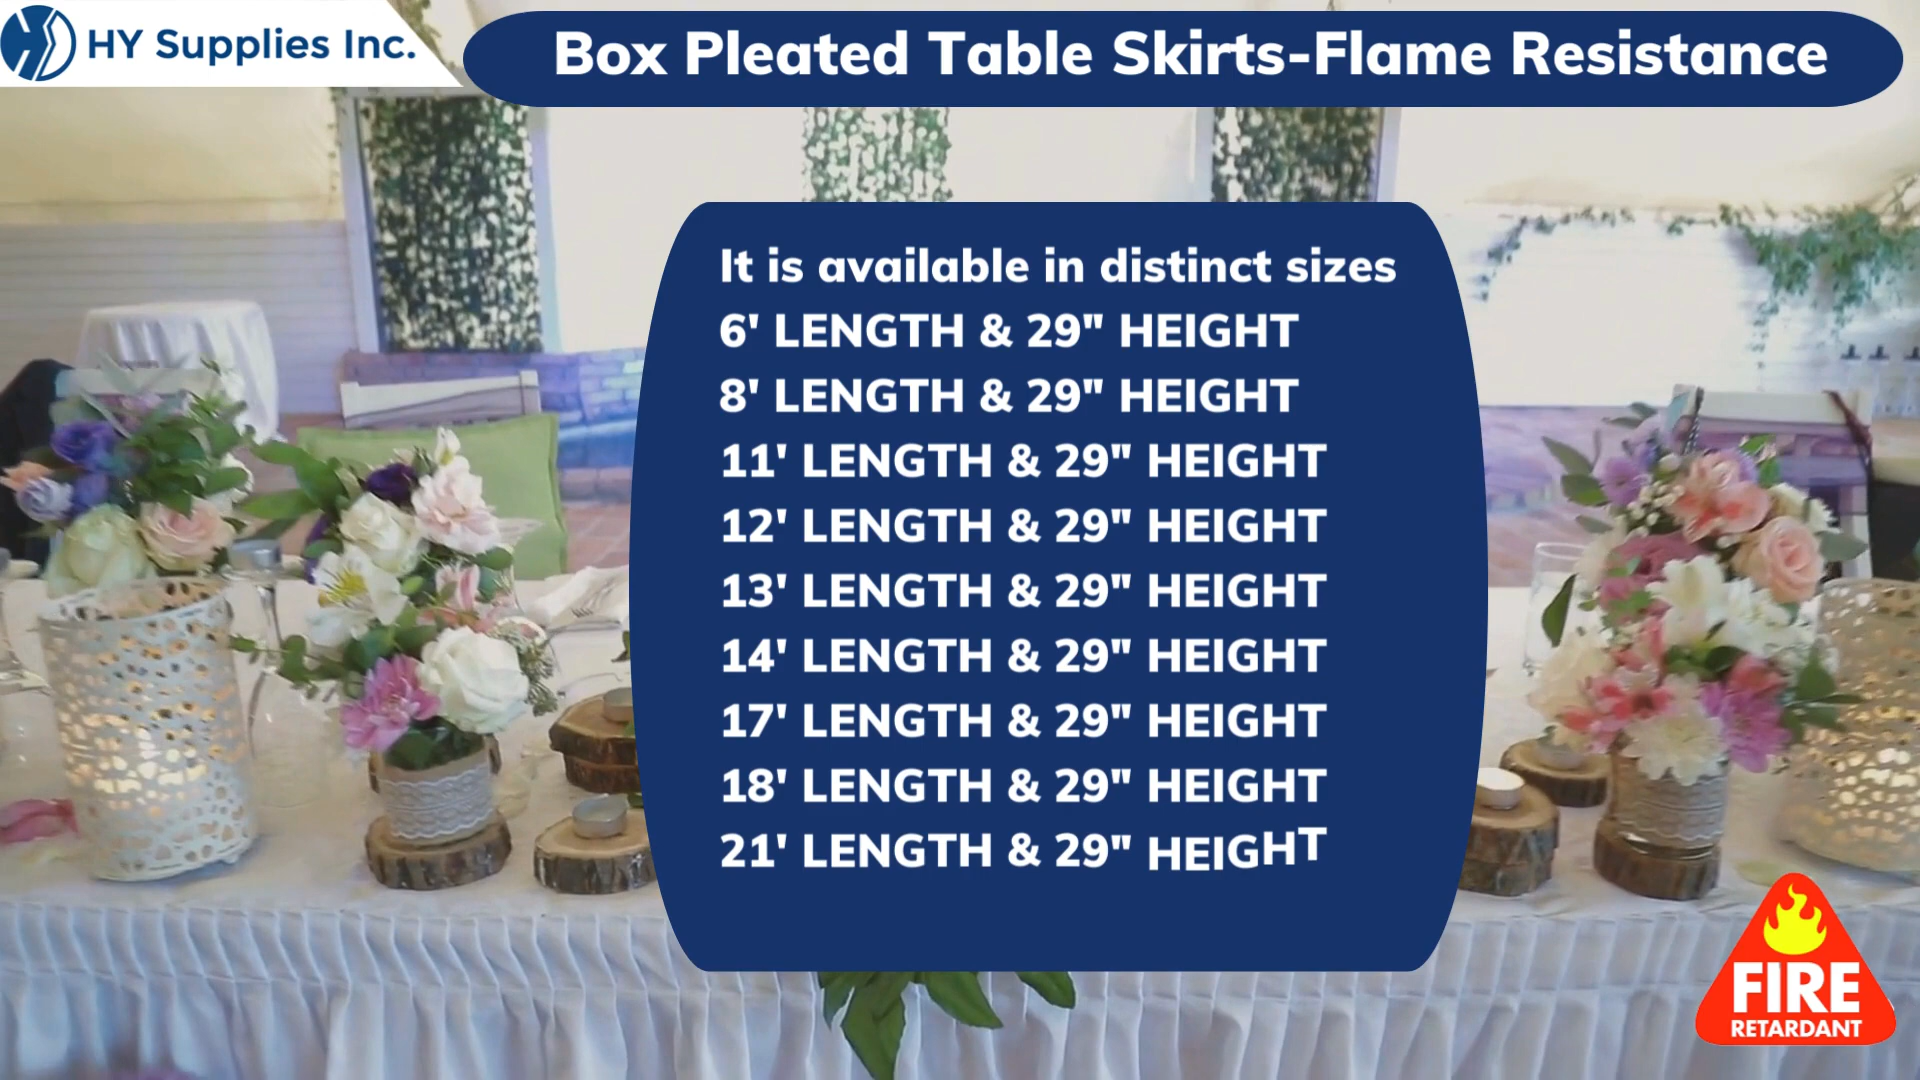 HY Supplies Inc.
Box Pleated Table Skirts-Flame Resistance
It is available in distinct sizes
6' LENGTH & 29" HEIGHT
8' LENGTH & 29" HEIGHT
11' LENGTH & 29" HEIGHT
12' LENGTH & 29" HEIGHT
13' LENGTH & 29" HEIGHT
14' LENGTH & 29" HEIGHT
17' LENGTH & 29" HEIGHT
18' LENGTH & 29" HEIGHT
21' LENGTH & 29" HEIGHT
FIRE
RETARDANT